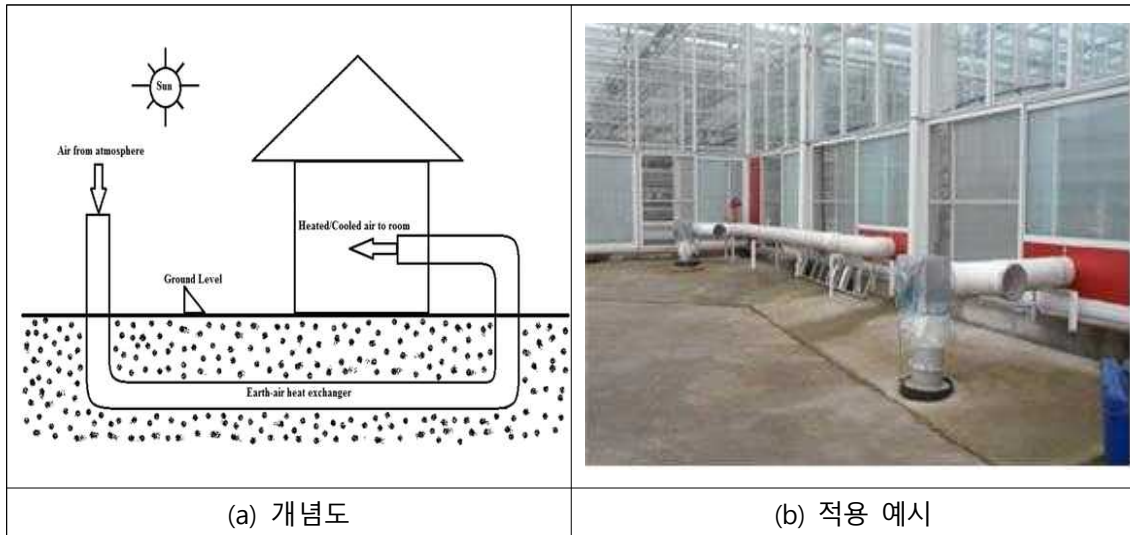 Sun
Air from atmosphere
Heated/Cooled air to room
Ground Level
Earth-air heat exchanger
(a) 개념도
(b) 적용 예시